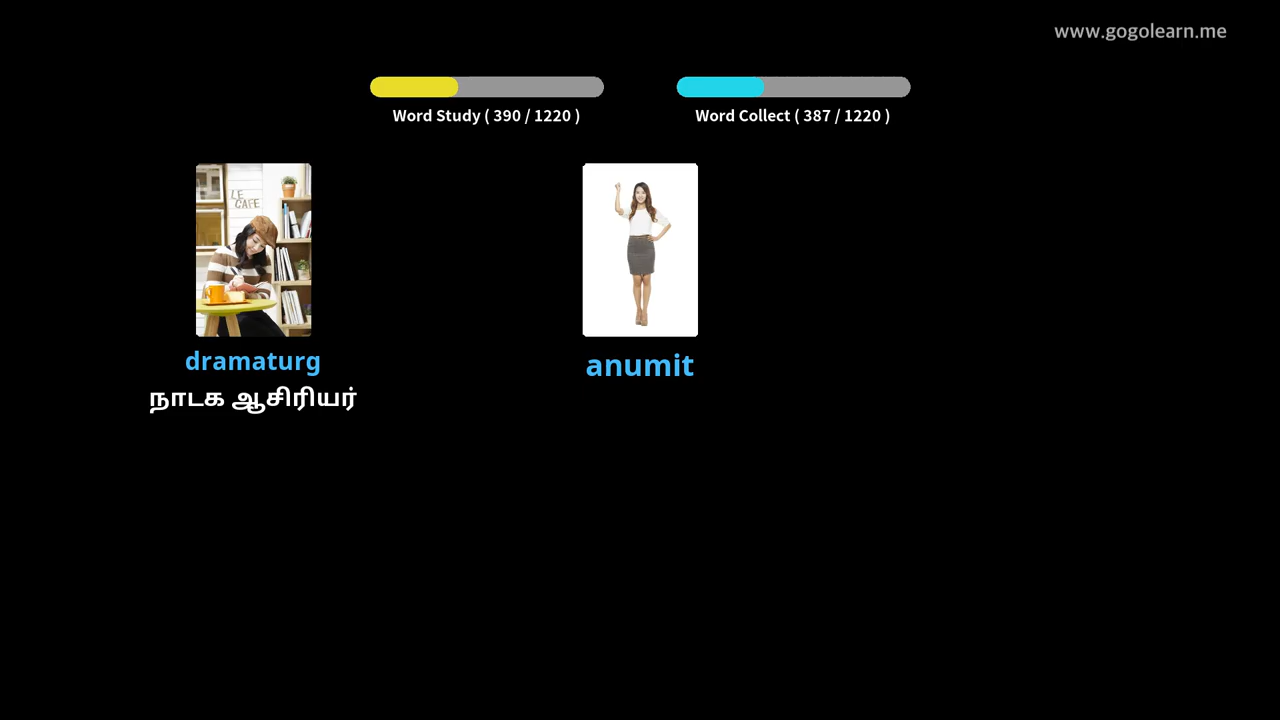 www.gogolearn.me
Word Study ( 390 / 1220 )
Word Collect ( 387 / 1220 )
LE
CAFE
dramaturg
நாடக ஆசிரியர்
anumit